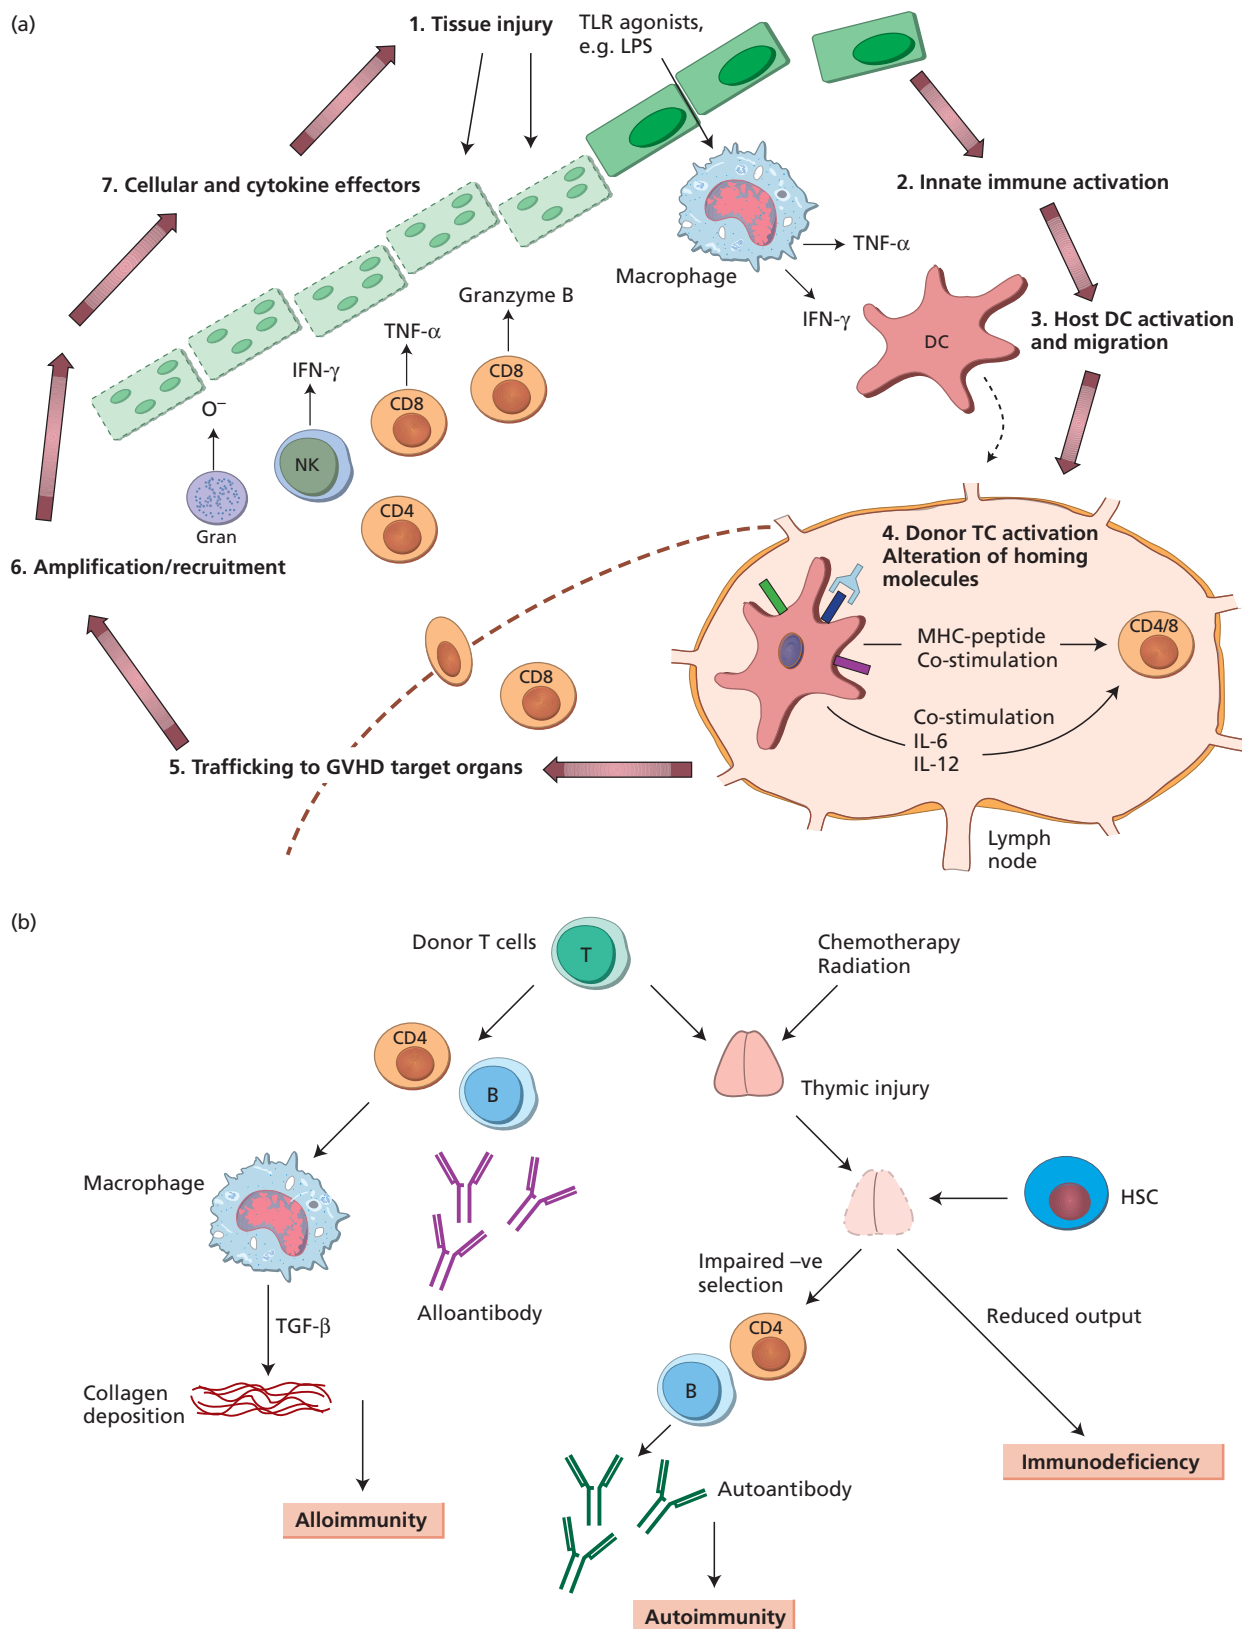 (a)
1. Tissue injury
TLR agonists,
e.g. LPS
7. Cellular and cytokine effectors
2. Innate immune activation
Macrophage
TNF-α
IFN-γ
DC
3. Host DC activation
and migration
Granzyme B
TNF-α
IFN-γ
O–
CD8
CD8
NK
CD4
Gran
6. Amplification/recruitment
4. Donor TC activation
Alteration of homing
molecules
MHC-peptide
Co-stimulation
CD4/8
Co-stimulation
IL-6
IL-12
CD8
5. Trafficking to GVHD target organs
Lymph
node
(b)
Donor T cells
T
Chemotherapy
Radiation
CD4
B
Thymic injury
Macrophage
HSC
Alloantibody
Impaired –ve
selection
TGF-β
Reduced output
CD4
B
Collagen
deposition
Immunodeficiency
Autoantibody
Alloimmunity
Autoimmunity